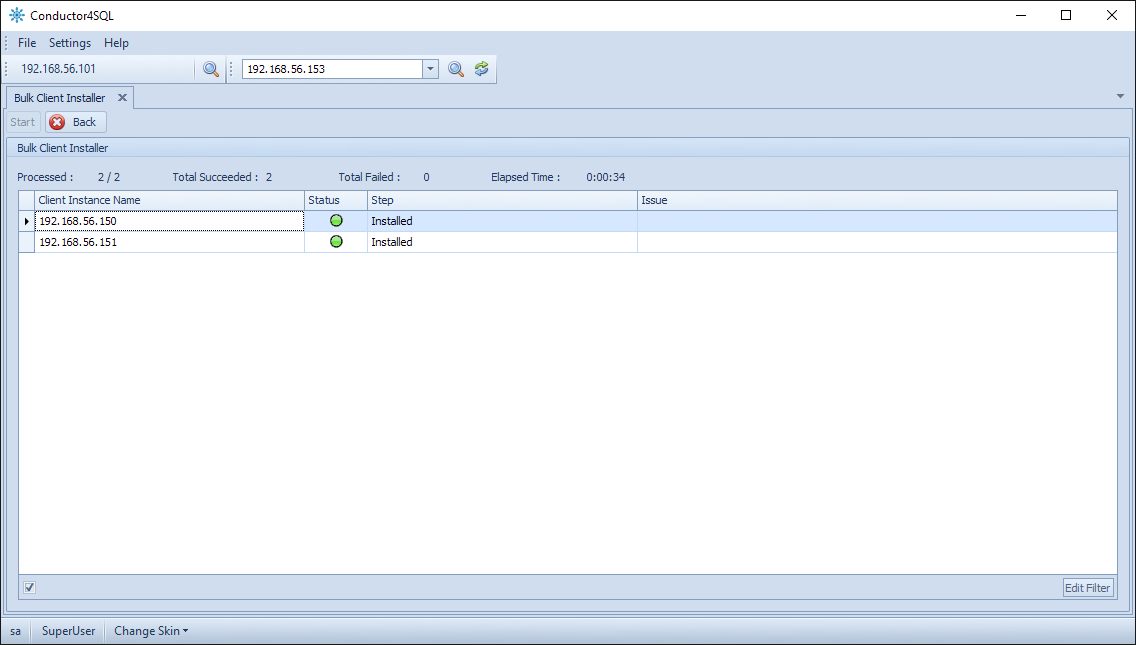 Conductor4SQL
File Settings Help
192.168.56.101 192.168.56.153
Bulk Client Installer
Start Back
Bulk Client Installer
Processed : 2 / 2 Total Succeeded : 2 Total Failed : 0 Elapsed Time : 0:00:34
Client Instance Name Status Step Issue
192.168.56.150 Installed
192.168.56.151 Installed
Edit Filter
sa SuperUser Change Skin